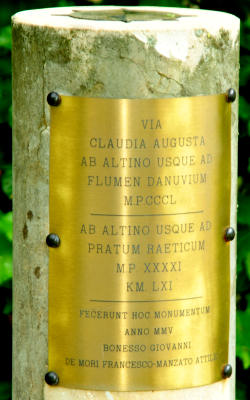 VIA
CLAUDIA AUGUSTA
AB ALTINO USQUE AD
FLUMEN DANUVIUM
M.P.CCCL
AB ALTINO USQUE AD
PRATUM RAETICUM
M.P. XXXXI
KM. LXI
FECERUNT HOC MONUMENTUM
ANNO MMV
BONESSO GIOVANNI
DE MORI FRANCESCO-MANZATO ATTILIO